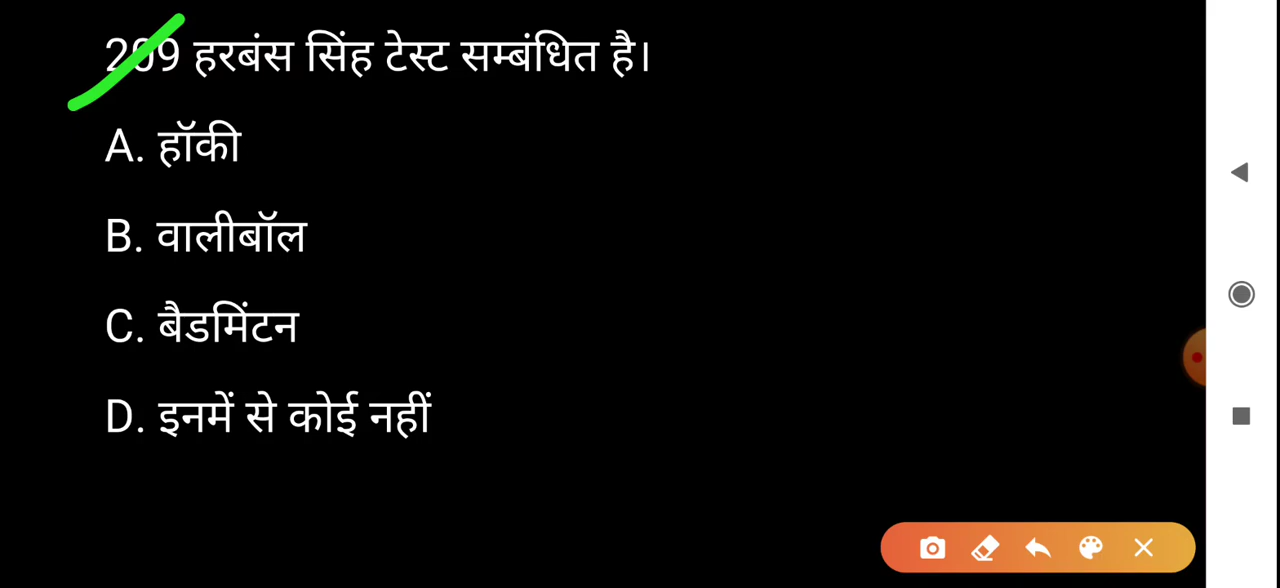 209 हरबंस सिंह टेस्ट सम्बंधित है।
A. हॉकी
B. वालीबॉल
C. बैडमिंटन
D. इनमें से कोई नहीं